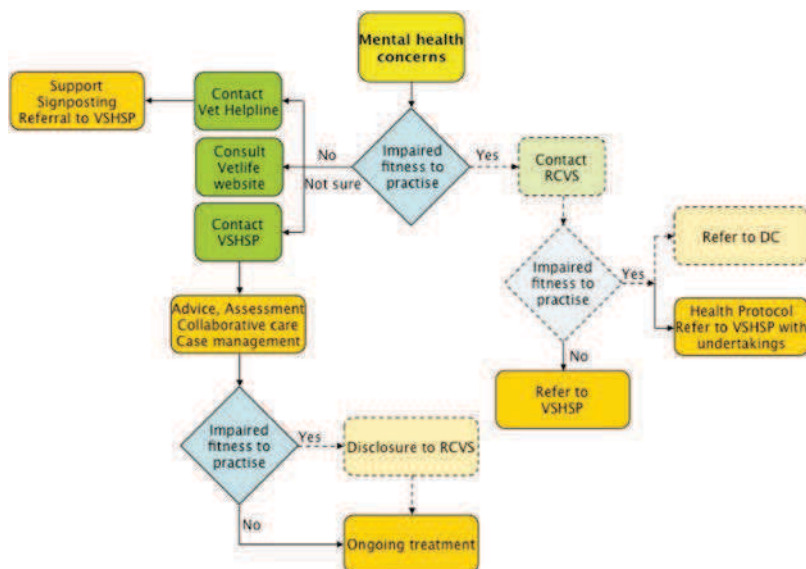 Mental health
concerns
Support
Signposting
Referral to VSHSP
Contact
Vet Helpline
Consult
Vetlife
website
Contact
VSHSP
No
Not sure
Impaired
fitness to
practise
Yes
Contact
RCVS
Impaired
fitness to
practise
Yes
Refer to DC
Health Protocol
Refer to VSHSP with
undertakings
No
Refer to
VSHSP
Advice, Assessment
Collaborative care
Case management
Impaired
fitness to
practise
Yes
Disclosure to RCVS
No
Ongoing treatment